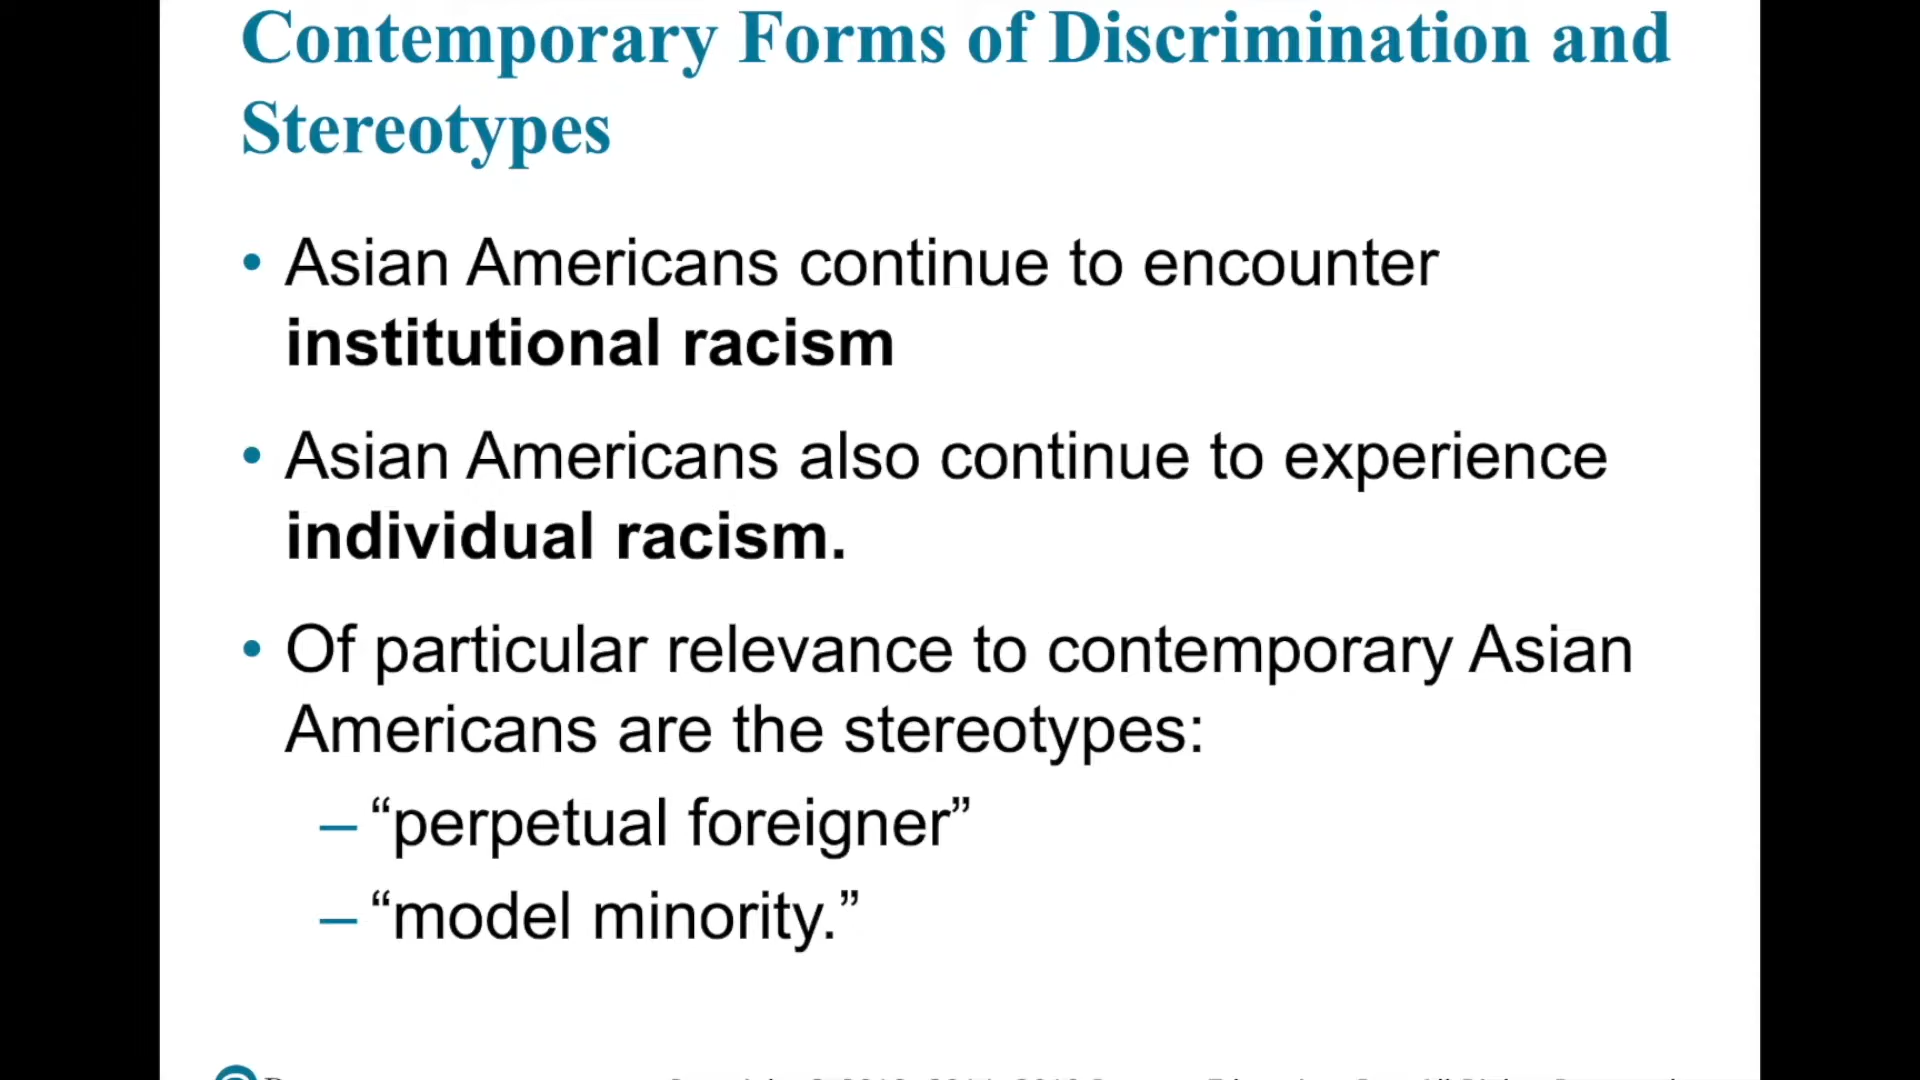 Contemporary Forms of Discrimination and
Stereotypes
• Asian Americans continue to encounter
institutional racism
• Asian Americans also continue to experience
individual racism.
• Of particular relevance to contemporary Asian
Americans are the stereotypes:
– “perpetual foreigner”
– “model minority.”